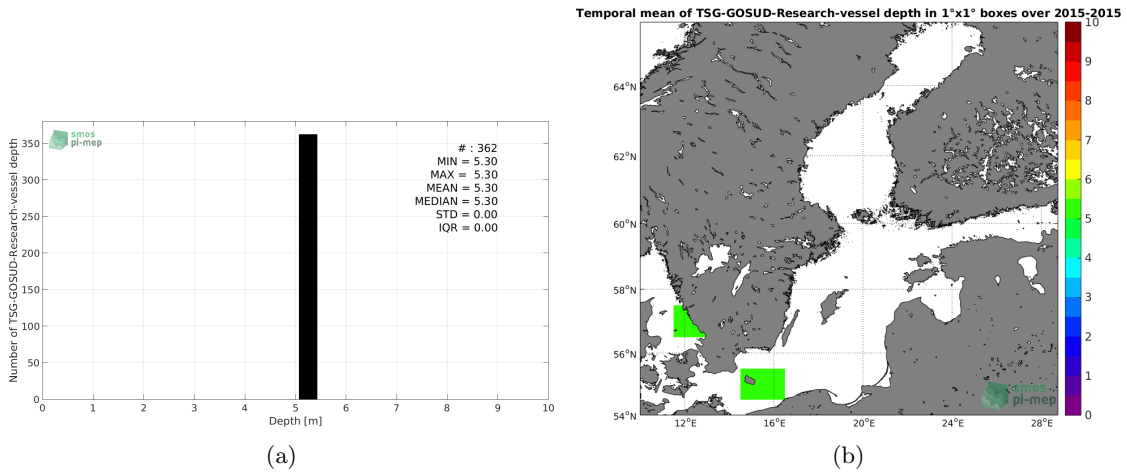 smos
pi-mep
Number of TSG-GOSUD-Research-vessel depth
350
300
250
200
150
100
50
0
# : 362
MIN = 5.30
MAX = 5.30
MEAN = 5.30
MEDIAN = 5.30
STD = 0.00
IQR = 0.00
0 1 2 3 4 5 6 7 8 9 10
Depth [m]
(a)
Temporal mean of TSG-GOSUD-Research-vessel depth in 1°x1° boxes over 2015-2015
64°N
62°N
60°N
58°N
56°N
54°N
12°E 16°E 20°E 24°E 28°E
smos
pi-mep
10
9
8
7
6
5
4
3
2
1
0
(b)